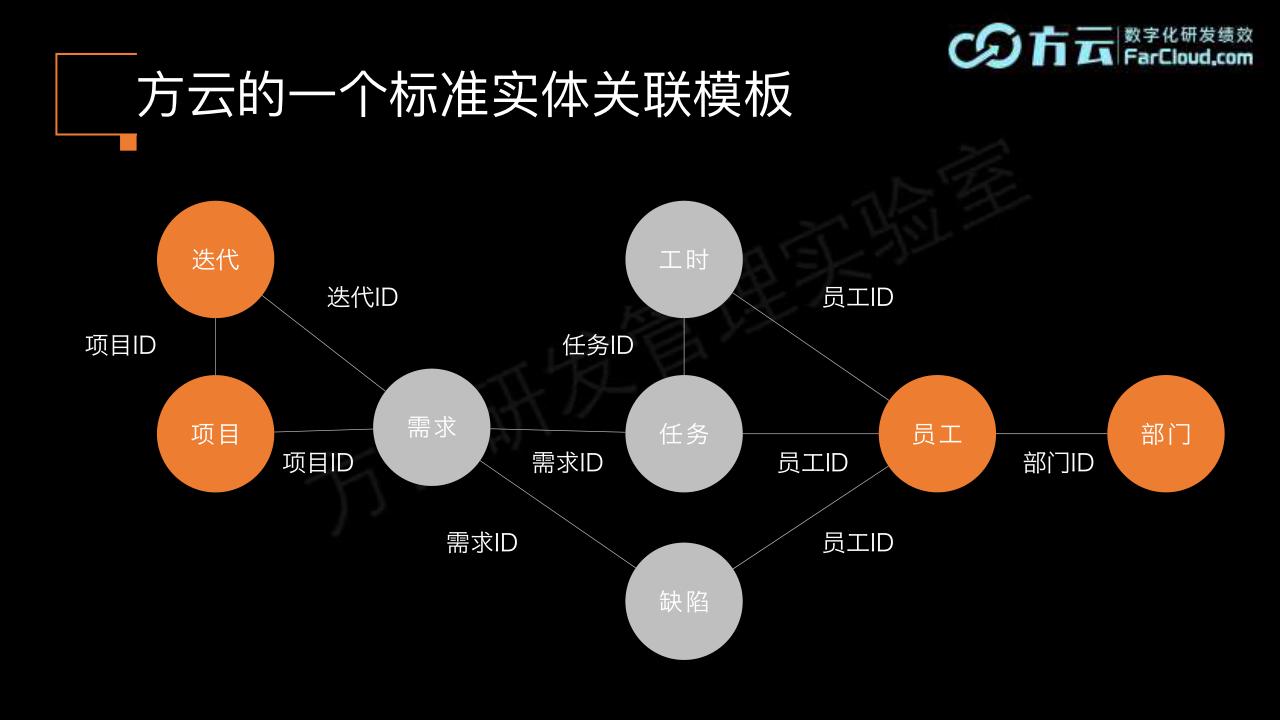 方云 数字化研发绩效
FarCloud.com
方云的一个标准实体关联模板
迭代
工时
迭代ID
员工ID
项目ID
任务ID
项目
需求
任务
员工
部门
项目ID
需求ID
员工ID
部门ID
需求ID
员工ID
缺陷
方云研发管理实验室